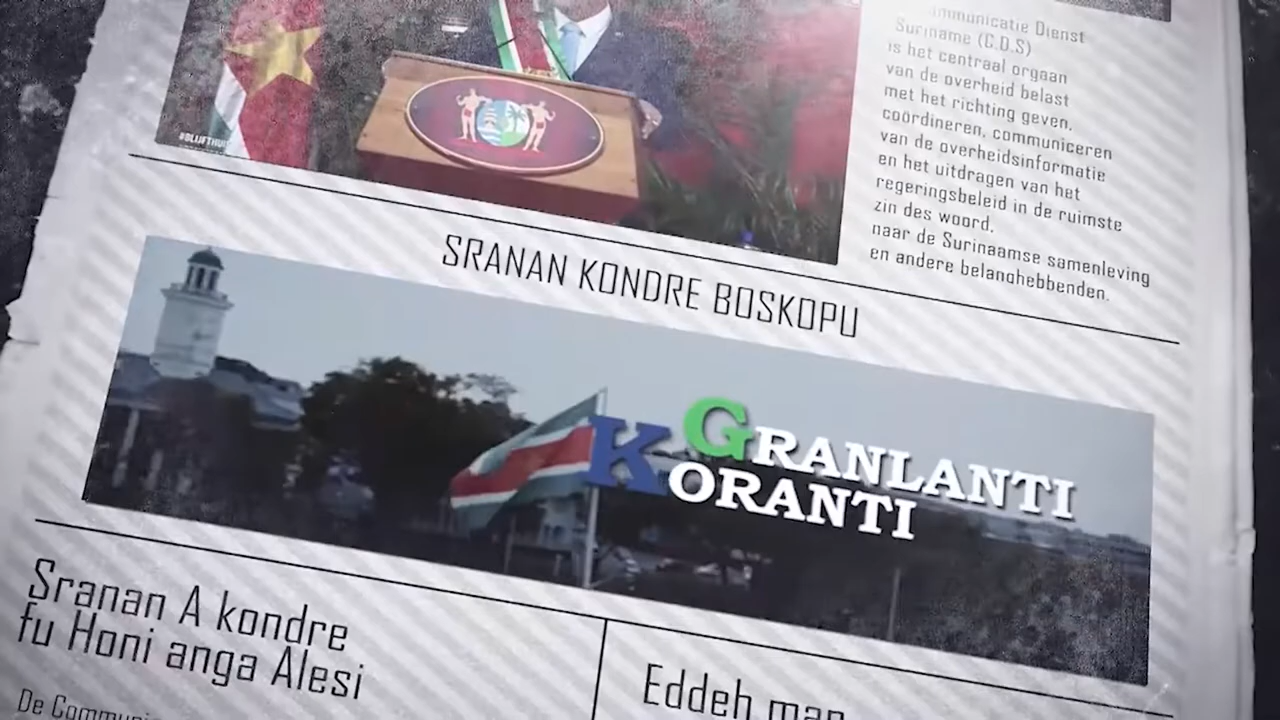 Dienst
Suriname (C.D.S)
is het centraal orgaan
van de overheid belast
met het richting geven,
coördineren, communiceren
van de overheidsinformatie
en het uitdragen van het
regeringsbeleid in de ruimste
zin des woord,
naar de Surinaamse samenleving
en andere belanghebbenden.
SRANAN KONDRE BOSKOPU
GRANLANTI
KORANTI
Sranan A kondre
fu Honi anga Alesi
De
Eddeh man